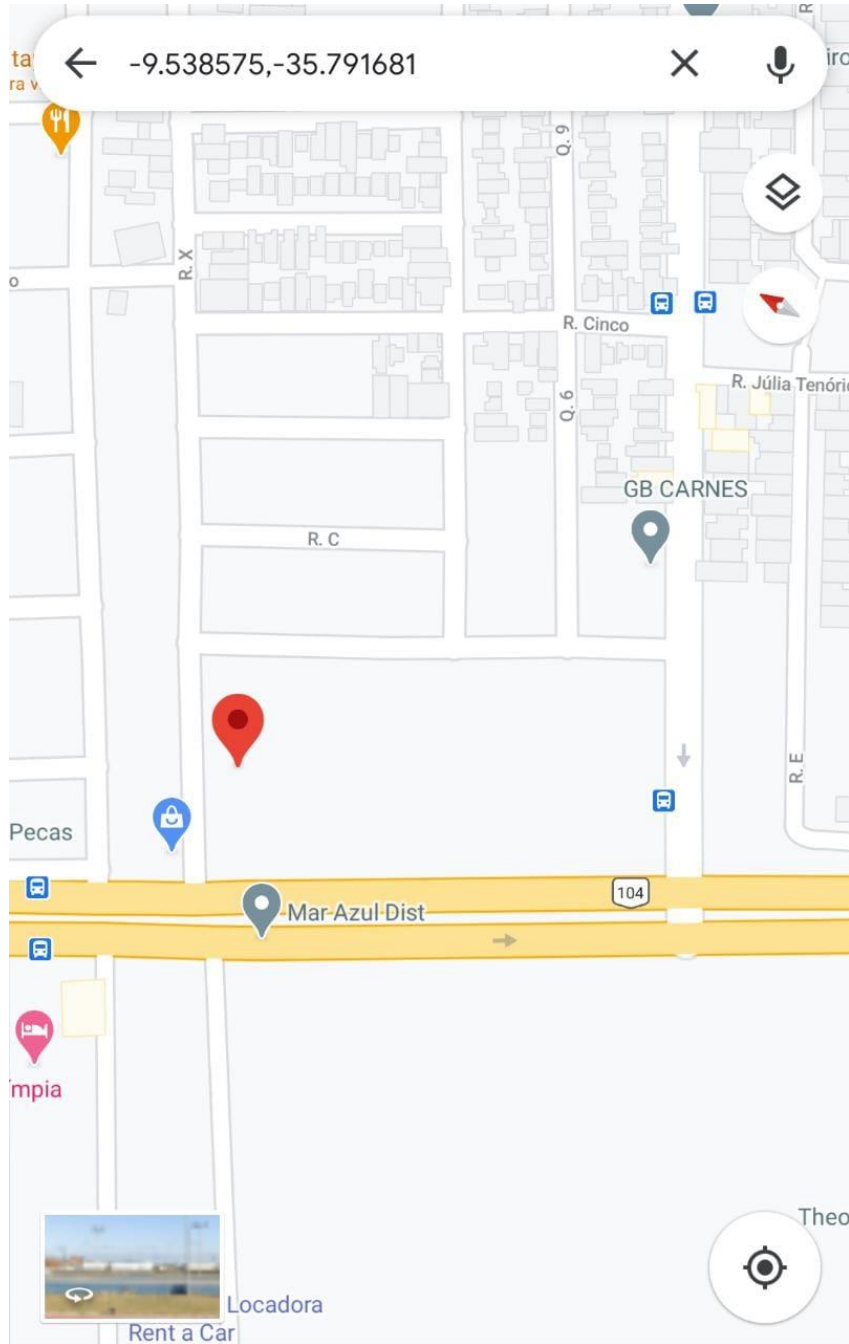 -9.538575,-35.791681
R. X
Q. 9
R. Cinco
R. Júlia Tenório
Q. 6
GB CARNES
R. C
R. E
Pecas
104
Mar Azul Dist
Locadora
Rent a Car
Theo